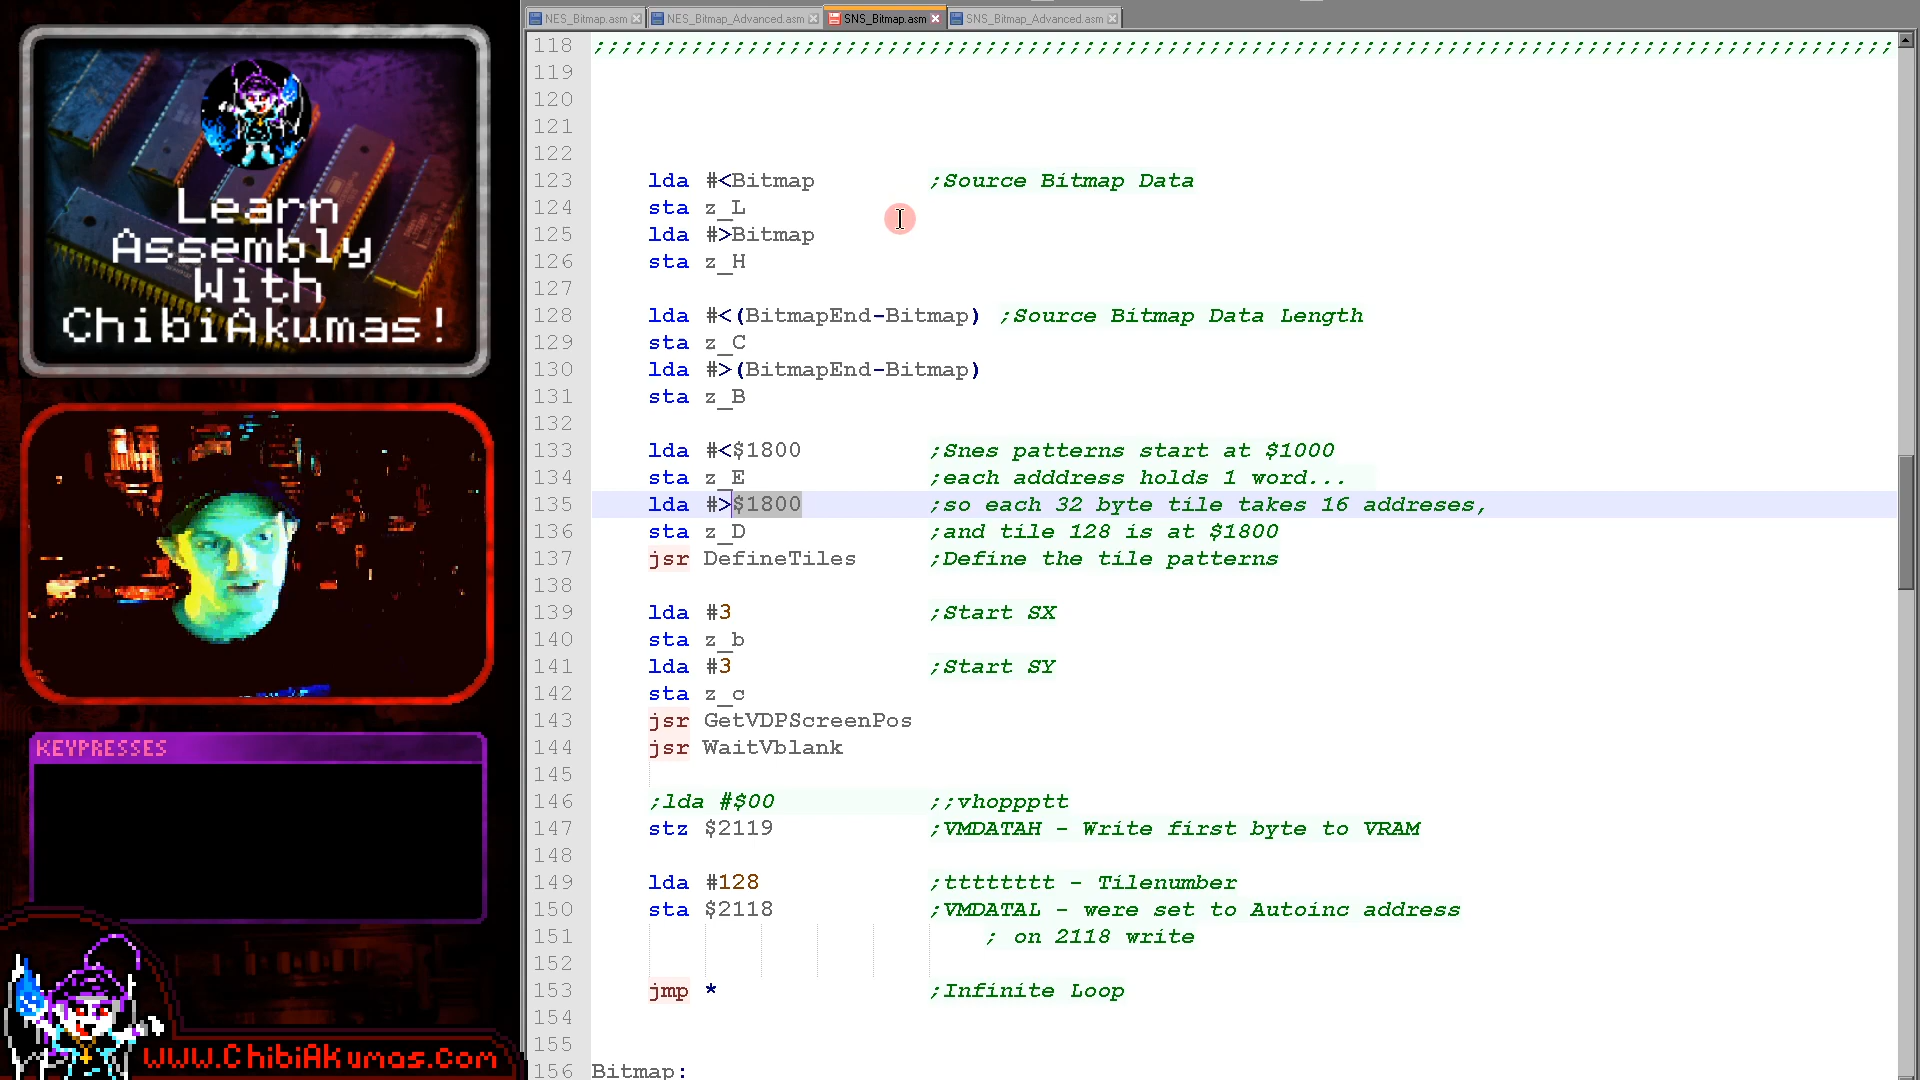 NES_Bitmap.asm NES_Bitmap_Advanced.asm SNS_Bitmap.asm SNS_Bitmap_Advanced.asm
Learn
Assembly
With
ChibiAkumas!
KEYPRESSES
www.ChibiAkumas.com
118 ;;;;;;;;;;;;;;;;;;;;;;;;;;;;;;;;;;;;;;;;;;;;;;;;;;;;;;;;;;;;;;;;;;;;;;;;;;;;;;;;;;;;;;;;;;;;;
119
120
121
122
123 lda #<Bitmap ;Source Bitmap Data
124 sta z_L
125 lda #>Bitmap
126 sta z_H
127
128 lda #<(BitmapEnd-Bitmap) ;Source Bitmap Data Length
129 sta z_C
130 lda #>(BitmapEnd-Bitmap)
131 sta z_B
132
133 lda #<$1800 ;Snes patterns start at $1000
134 sta z_E ;each adddress holds 1 word...
135 lda #>$1800 ;so each 32 byte tile takes 16 addreses,
136 sta z_D ;and tile 128 is at $1800
137 jsr DefineTiles ;Define the tile patterns
138
139 lda #3 ;Start SX
140 sta z_b
141 lda #3 ;Start SY
142 sta z_c
143 jsr GetVDPScreenPos
144 jsr WaitVblank
145
146 ;lda #$00 ;;vhoppptt
147 stz $2119 ;VMDATAH - Write first byte to VRAM
148
149 lda #128 ;tttttttt - Tilenumber
150 sta $2118 ;VMDATAL - were set to Autoinc address
151 ; on 2118 write
152
153 jmp * ;Infinite Loop
154
155
156 Bitmap: